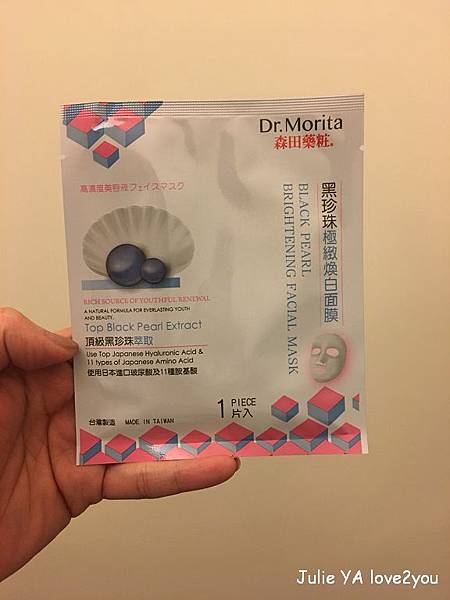 Dr.Morita
森田藥粧®
高濃度美容液フェイスマスク
黑珍珠極緻煥白面膜
BLACK PEARL
BRIGHTENING FACIAL MASK
RICH SOURCE OF YOUTHFUL RENEWAL
A NATURAL FORMULA FOR EVERLASTING YOUTH
AND BEAUTY.
Top Black Pearl Extract
頂級黑珍珠萃取
Use Top Japanese Hyaluronic Acid &
11 types of Japanese Amino Acid
使用日本進口玻尿酸及11種胺基酸
1 PIECE
片入
台灣製造 MADE IN TAIWAN
Julie YA love2you